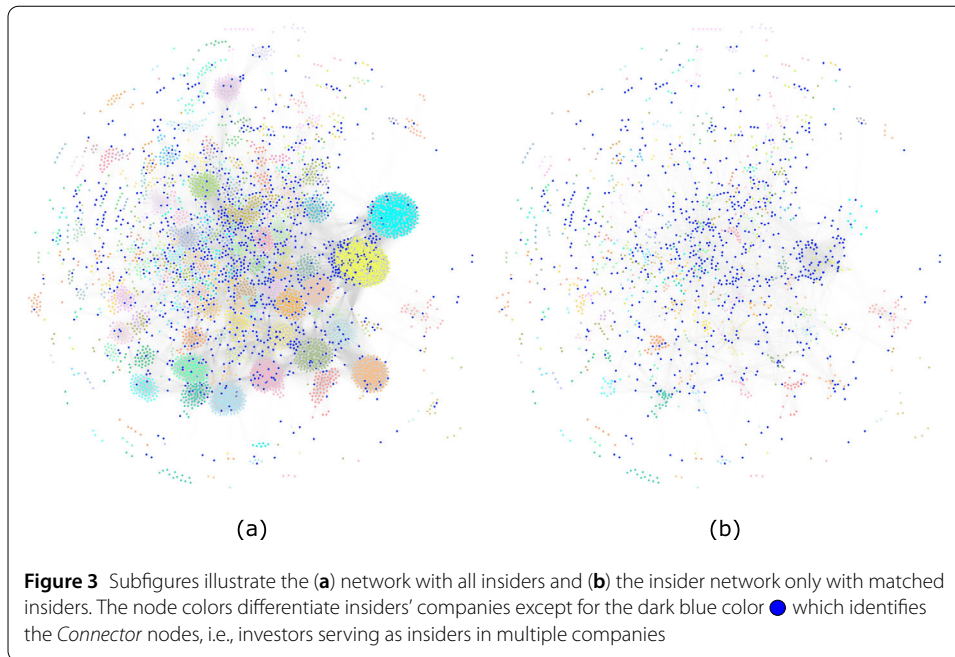 (a)
(b)
Figure 3 Subfigures illustrate the (a) network with all insiders and (b) the insider network only with matched
insiders. The node colors differentiate insiders' companies except for the dark blue color which identifies
the Connector nodes, i.e., investors serving as insiders in multiple companies